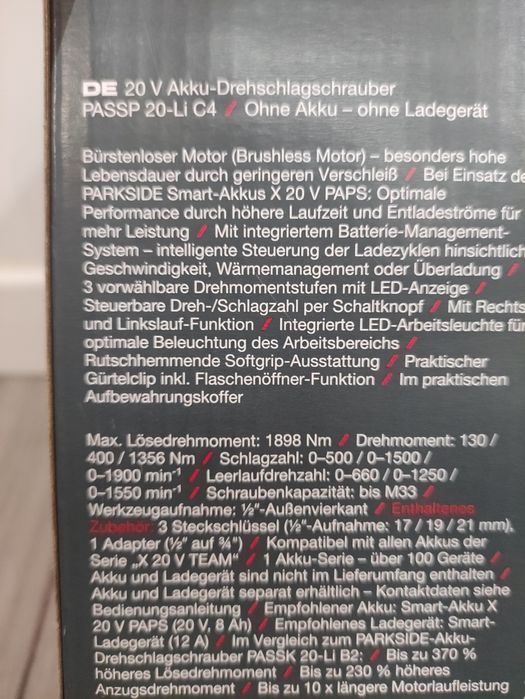 DE 20 V Akku-Drehschlagschrauber
PASSP 20-Li C4 // Ohne Akku – ohne Ladegerät
Bürstenloser Motor (Brushless Motor) – besonders hohe
Lebensdauer durch geringeren Verschleiß // Bei Einsatz de
PARKSIDE Smart-Akkus X 20 V PAPS: Optimale
Performance durch höhere Laufzeit und Entladeströme für
mehr Leistung // Mit integriertem Batterie-Management-
System – intelligente Steuerung der Ladezyklen hinsichtlich
Geschwindigkeit, Wärmemanagement oder Überladung //
3 vorwählbare Drehmomentstufen mit LED-Anzeige //
Steuerbare Dreh-/Schlagzahl per Schaltknopf // Mit Rechts
und Linkslauf-Funktion // Integrierte LED-Arbeitsleuchte für
optimale Beleuchtung des Arbeitsbereichs //
Rutschhemmende Softgrip-Ausstattung // Praktischer
Gürtelclip inkl. Flaschenöffner-Funktion // Im praktischen
Aufbewahrungskoffer
Max. Lösedrehmoment: 1898 Nm // Drehmoment: 130 /
400 / 1356 Nm // Schlagzahl: 0–500 / 0–1500 /
0–1900 min⁻¹ // Leerlaufdrehzahl: 0–660 / 0–1250 /
0–1550 min⁻¹ // Schraubenkapazität: bis M33 //
Werkzeugaufnahme: ½"-Außenvierkant // Enthaltenes
Zubehör: 3 Steckschlüssel (½"-Aufnahme: 17 / 19 / 21 mm),
1 Adapter (½" auf ¾") // Kompatibel mit allen Akkus der
Serie „X 20 V TEAM“ // 1 Akku-Serie – über 100 Geräte //
Akku und Ladegerät sind nicht im Lieferumfang enthalten //
Akku und Ladegerät separat erhältlich – Kontaktdaten siehe
Bedienungsanleitung // Empfohlener Akku: Smart-Akku X
20 V PAPS (20 V, 8 Ah) // Empfohlenes Ladegerät: Smart-
Ladegerät (12 A) // Im Vergleich zum PARKSIDE-Akku-
Drehschlagschrauber PASSK 20-Li B2: // Bis zu 370 %
höheres Lösedrehmoment // Bis zu 230 % höheres
Anzugsdrehmoment // Bis zu 10 x längere Motorlaufleistung